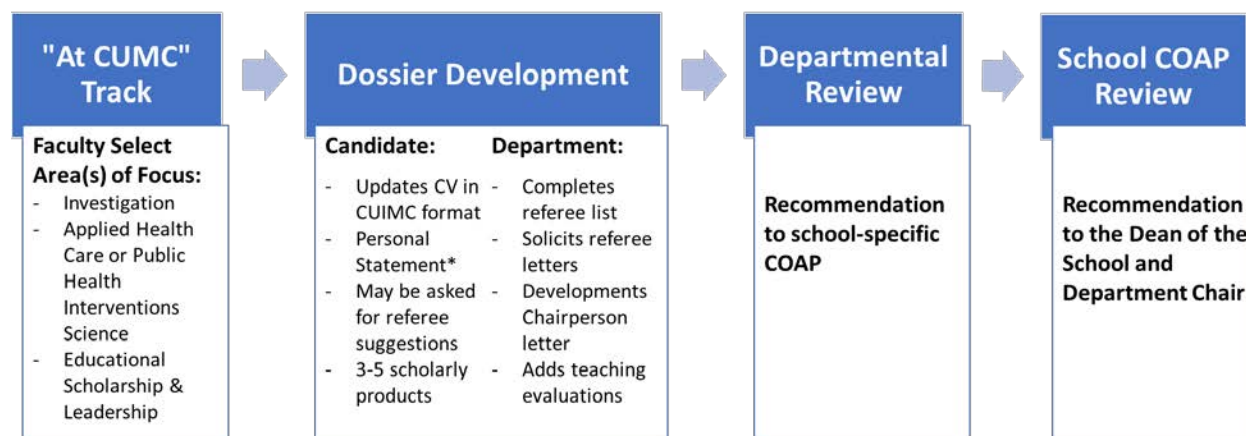 "At CUMC"
Track
Faculty Select
Area(s) of Focus:
- Investigation
- Applied Health
Care or Public
Health
Interventions
Science
- Educational
Scholarship &
Leadership
Dossier Development
Candidate:
- Updates CV in
CUIMC format
- Personal
Statement*
- May be asked
for referee
suggestions
- 3-5 scholarly
products
Department:
- Completes
referee list
- Solicits referee
letters
- Developments
Chairperson
letter
- Adds teaching
evaluations
Departmental
Review
Recommendation
to school-specific
COAP
School COAP
Review
Recommendation
to the Dean of the
School and
Department Chair